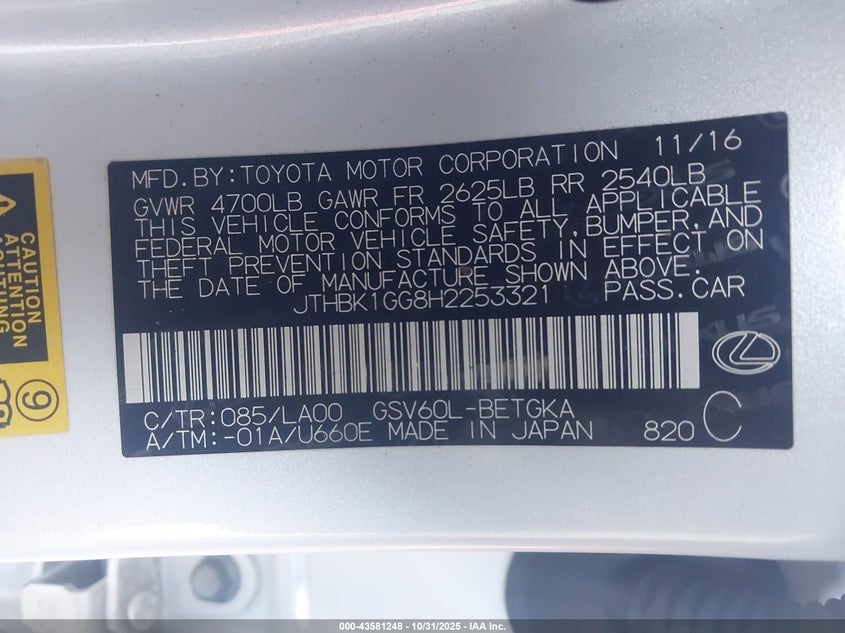 MFD.BY:TOYOTA MOTOR CORPORATION 11/16
GVWR 4700LB GAWR FR 2625LB RR 2540LB
THIS VEHICLE CONFORMS TO ALL APPLICABLE
FEDERAL MOTOR VEHICLE SAFETY,BUMPER,AND
THEFT PREVENTION STANDARDS IN EFFECT ON
THE DATE OF MANUFACTURE SHOWN ABOVE.
JTHBK1GG8H2253321 PASS.CAR
C/TR:085/LA00 GSV60L-BETGKA
A/TM:-01A/U660E MADE IN JAPAN 820 C
CAUTION
ATTENTION
9
000-43581248 - 10/31/2025 - IAA Inc.